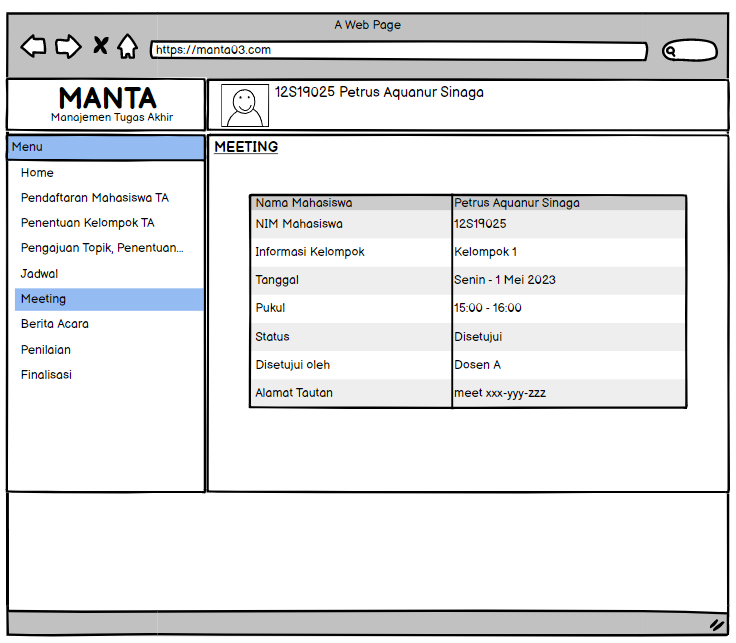 A Web Page
https://manta03.com
MANTA
Manajemen Tugas Akhir
12S19025 Petrus Aquanur Sinaga
Menu
Home
Pendaftaran Mahasiswa TA
Penentuan Kelompok TA
Pengajuan Topik, Penentuan...
Jadwal
Meeting
Berita Acara
Penilaian
Finalisasi
MEETING
Nama Mahasiswa Petrus Aquanur Sinaga
NIM Mahasiswa 12S19025
Informasi Kelompok Kelompok 1
Tanggal Senin - 1 Mei 2023
Pukul 15:00 - 16:00
Status Disetujui
Disetujui oleh Dosen A
Alamat Tautan meet xxx-yyy-zzz